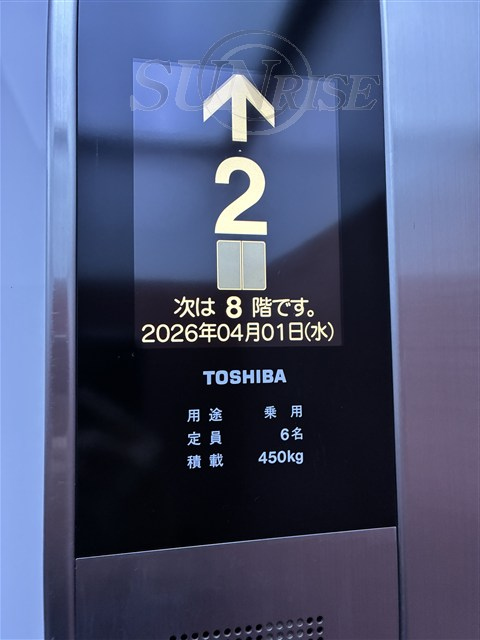 SUNRISE
↑
2
次は 8 階です。
2026年04月01日(水)
TOSHIBA
用途 乗用
定員 6名
積載 450kg